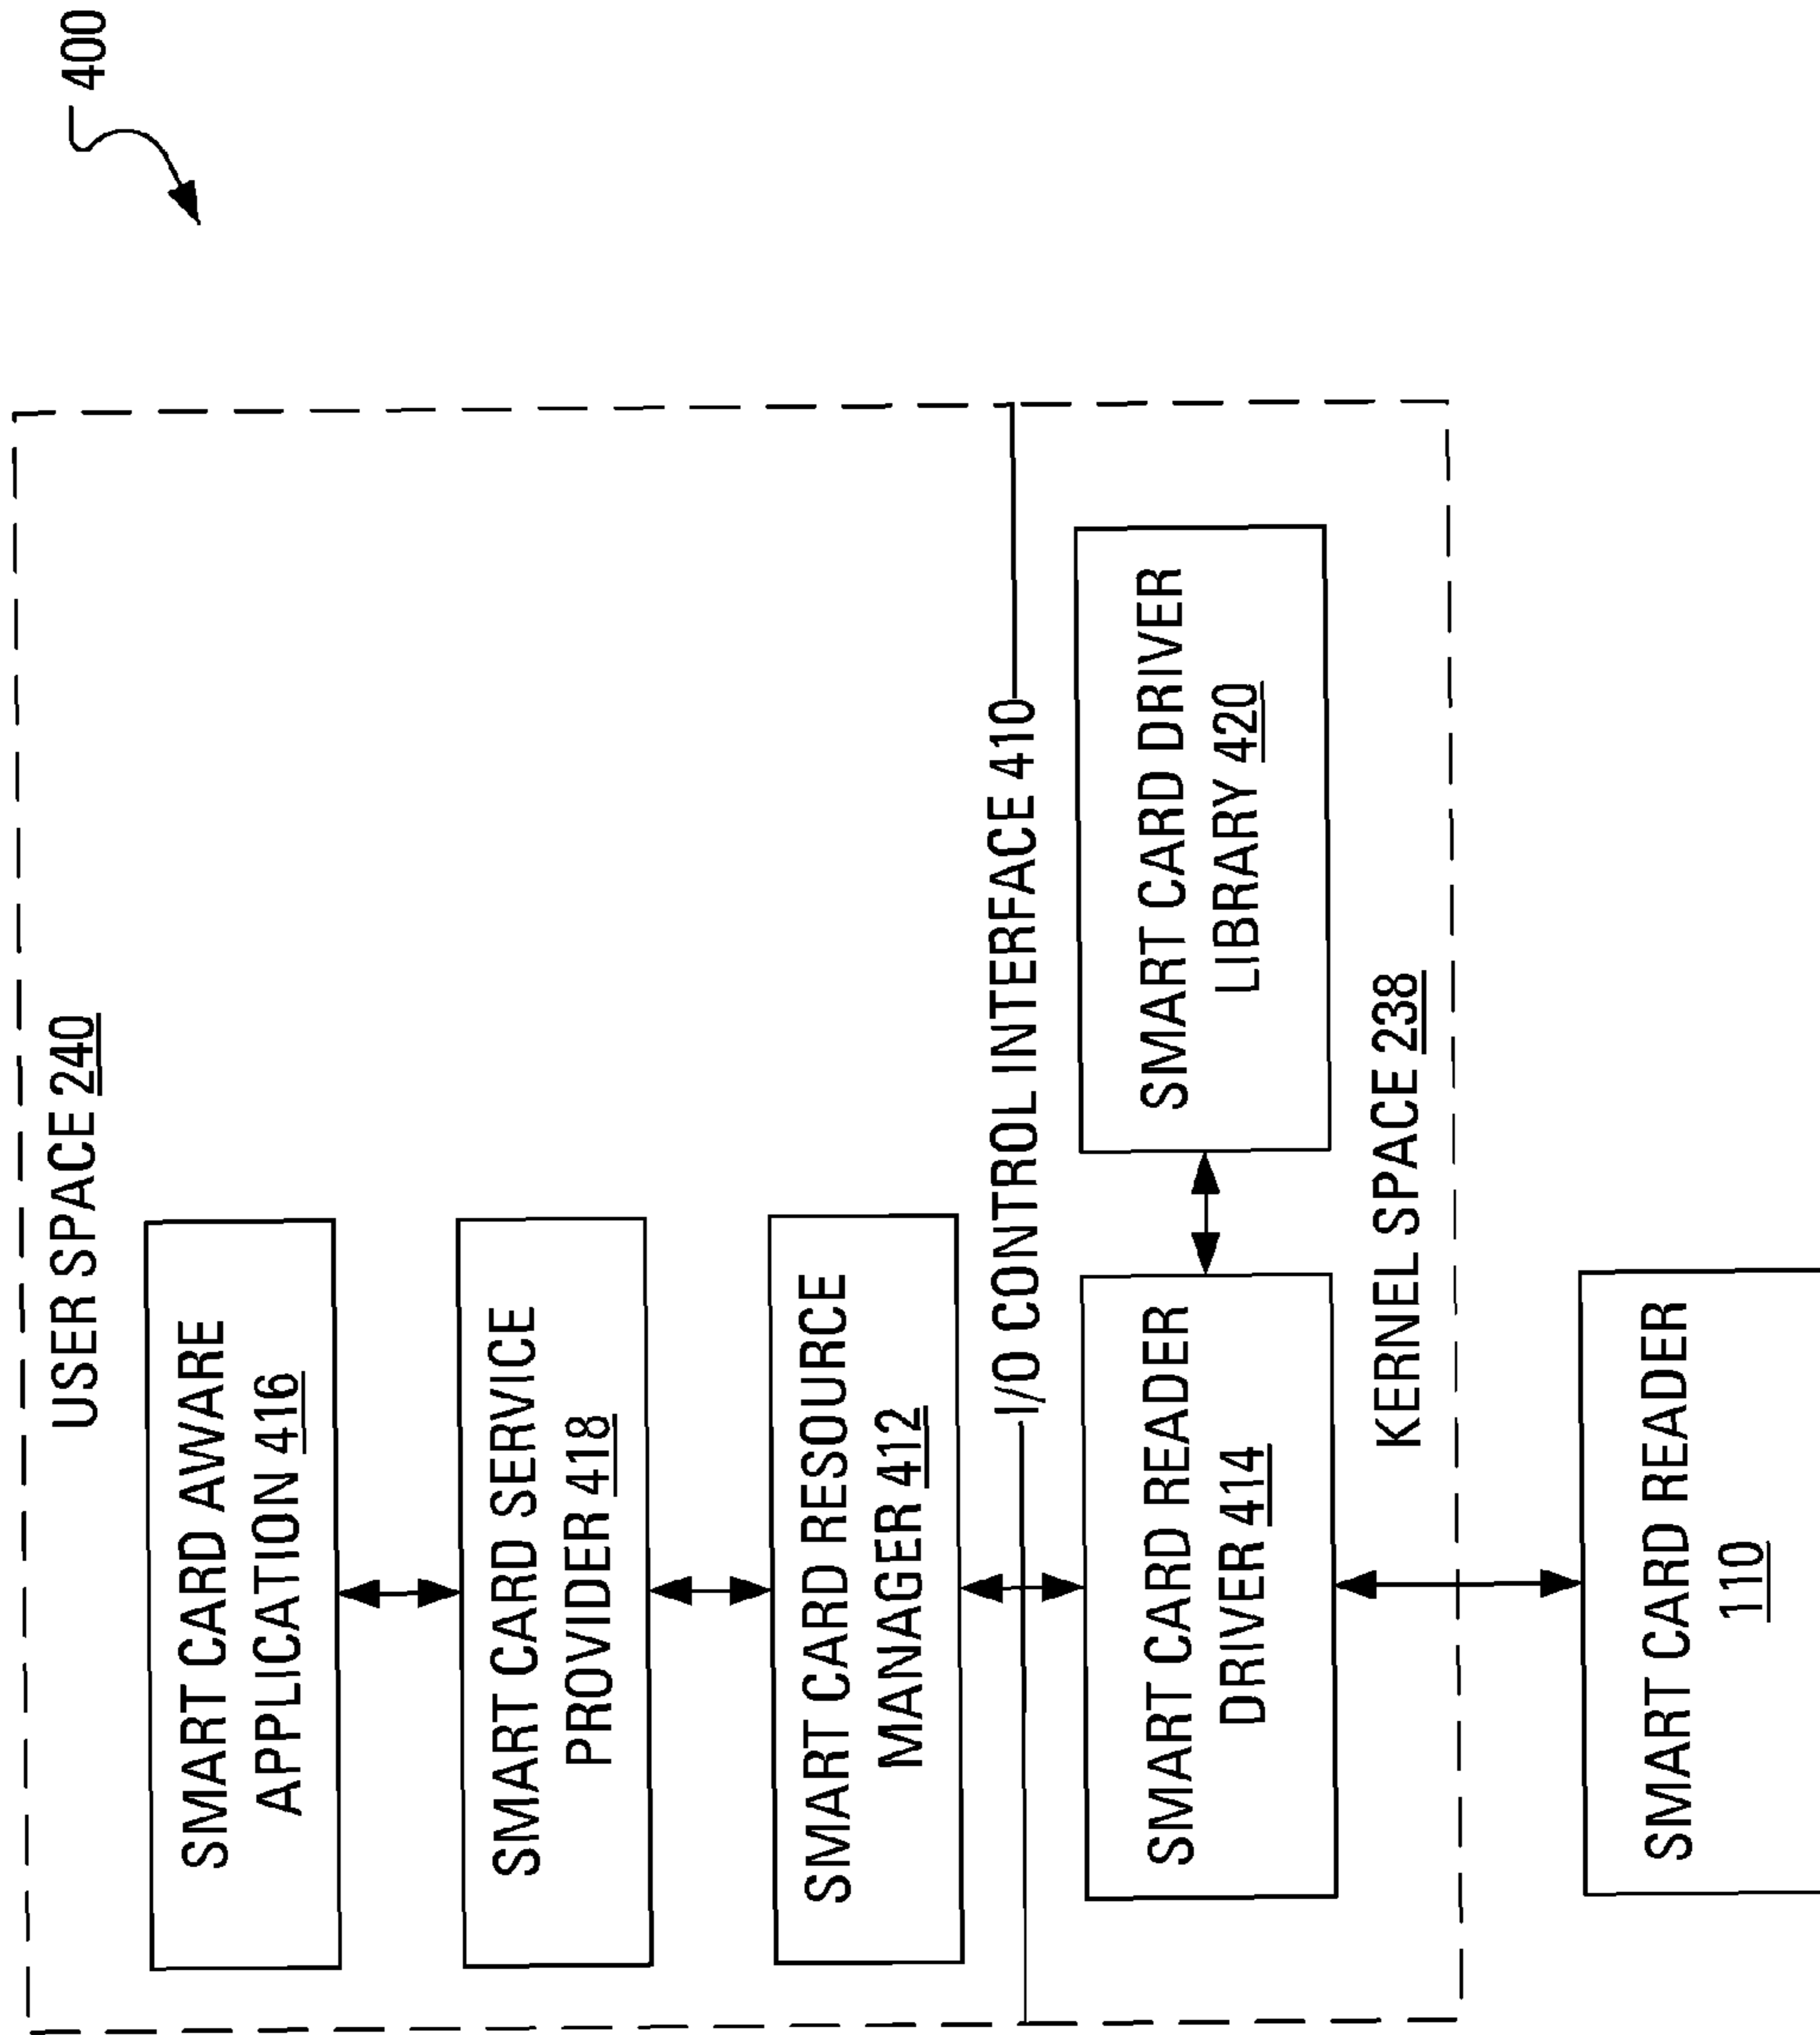 400
USER SPACE 240
SMART CARD AWARE
APPLICATION 416
SMART CARD SERVICE
PROVIDER 418
SMART CARD RESOURCE
MANAGER 412
I/O CONTROL INTERFACE 410
SMART CARD READER
DRIVER 414
SMART CARD DRIVER
LIBRARY 420
KERNEL SPACE 238
SMART CARD READER
110